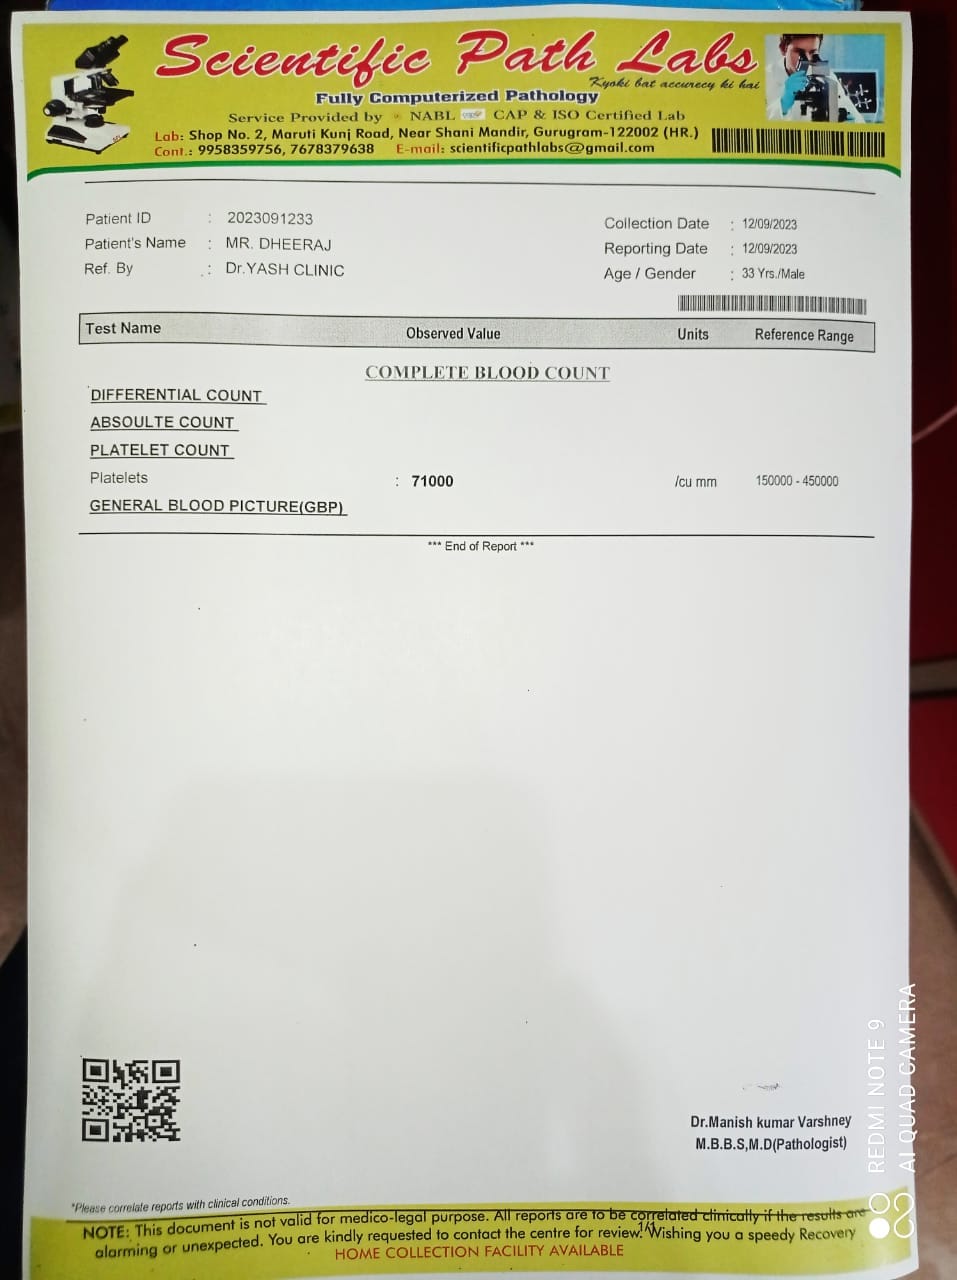 Scientific Path Labs
Kyoki bat accurecy ki hai
Fully Computerized Pathology
Service Provided by NABL CAP & ISO Certified Lab
Lab: Shop No. 2, Maruti Kunj Road, Near Shani Mandir, Gurugram-122002 (HR.)
Cont.: 9958359756, 7678379638 E-mail: scientificpathlabs@gmail.com
Patient ID : 2023091233
Collection Date : 12/09/2023
Patient's Name : MR. DHEERAJ
Reporting Date : 12/09/2023
Ref. By : Dr.YASH CLINIC
Age / Gender : 33 Yrs./Male
Test Name Observed Value Units Reference Range
COMPLETE BLOOD COUNT
DIFFERENTIAL COUNT
ABSOULTE COUNT
PLATELET COUNT
Platelets : 71000 /cu mm 150000 - 450000
GENERAL BLOOD PICTURE(GBP)
*** End of Report ***
Dr.Manish kumar Varshney
M.B.B.S,M.D(Pathologist)
*Please correlate reports with clinical conditions.
NOTE: This document is not valid for medico-legal purpose. All reports are to be correlated clinically if the results are
alarming or unexpected. You are kindly requested to contact the centre for review. Wishing you a speedy Recovery
1/1
HOME COLLECTION FACILITY AVAILABLE
REDMI NOTE 9
AI QUAD CAMERA